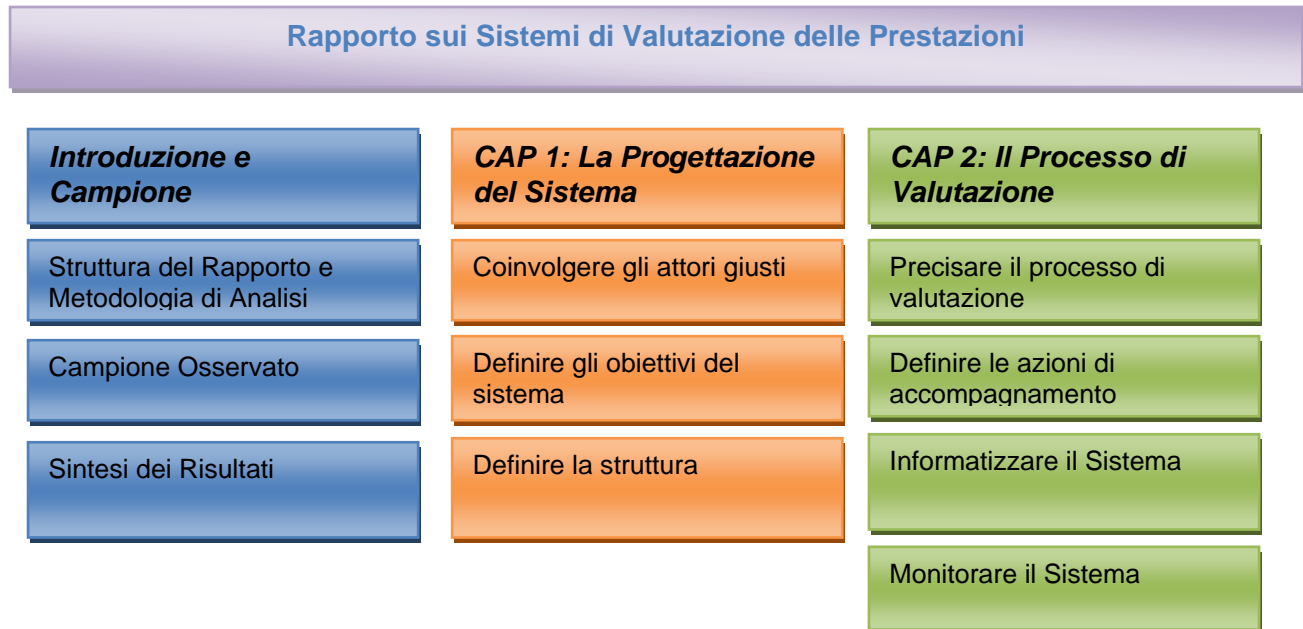 Rapporto sui Sistemi di Valutazione delle Prestazioni
Introduzione e
Campione
Struttura del Rapporto e
Metodologia di Analisi
Campione Osservato
Sintesi dei Risultati
CAP 1: La Progettazione
del Sistema
Coinvolgere gli attori giusti
Definire gli obiettivi del
sistema
Definire la struttura
CAP 2: Il Processo di
Valutazione
Precisare il processo di
valutazione
Definire le azioni di
accompagnamento
Informatizzare il Sistema
Monitorare il Sistema